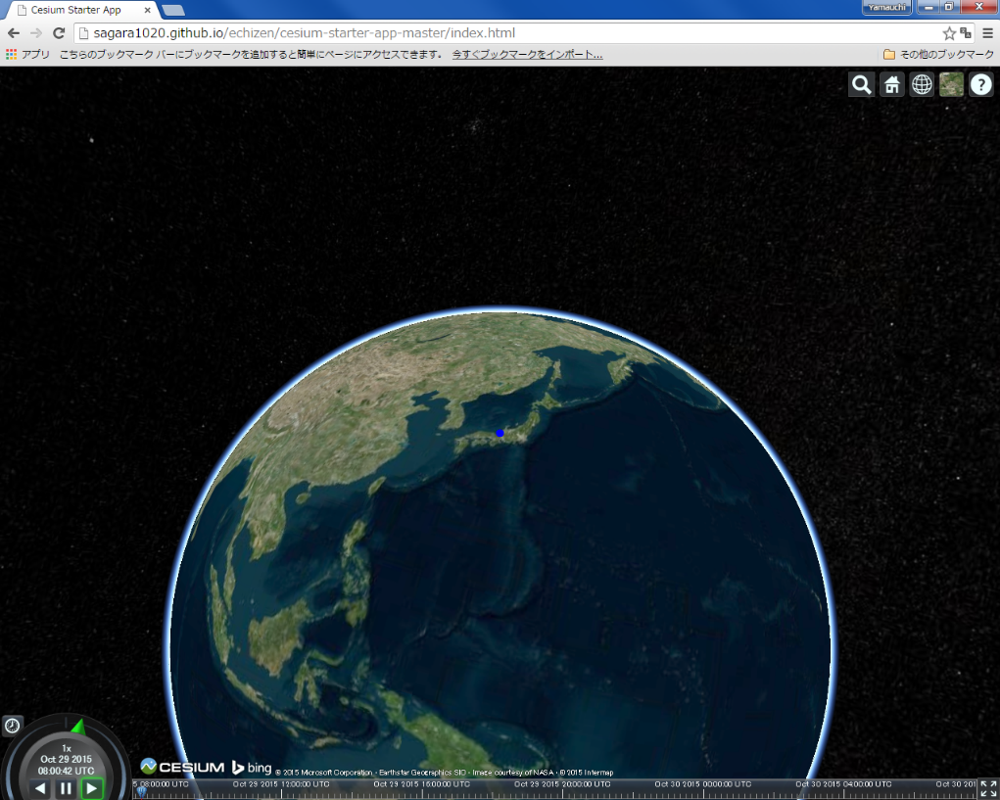 Cesium Starter App
Yamauchi
sagara1020.github.io/echizen/cesium-starter-app-master/index.html
アプリ こちらのブックマーク バーにブックマークを追加すると簡単にページにアクセスできます。 今すぐブックマークをインポート... その他のブックマーク
?
1x
Oct 29 2015
08:00:42 UTC
CESIUM bing © 2015 Microsoft Corporation · Earthstar Geographics SIO · Image courtesy of NASA · © 2015 Intermap
5 08:00:00 UTC Oct 29 2015 12:00:00 UTC Oct 29 2015 16:00:00 UTC Oct 29 2015 20:00:00 UTC Oct 30 2015 00:00:00 UTC Oct 30 2015 04:00:00 UTC Oct 30 201